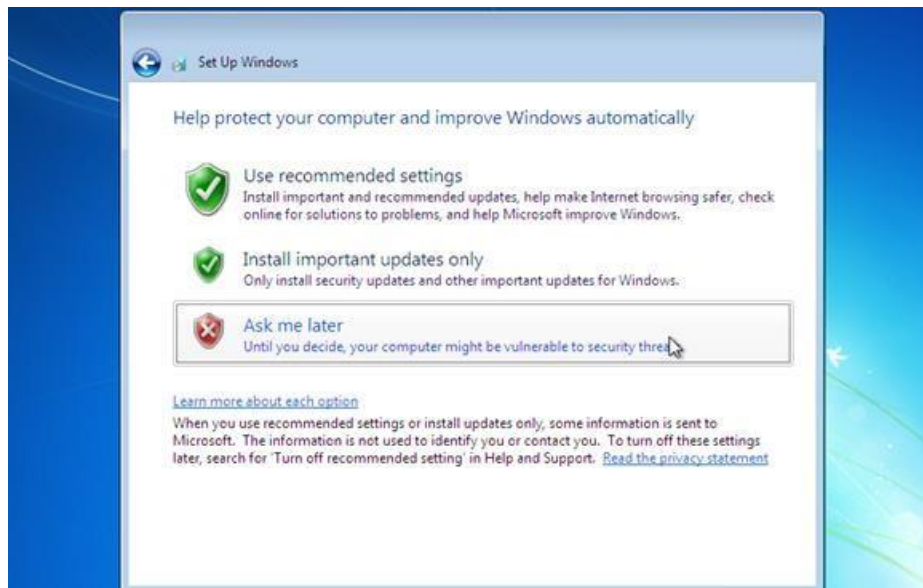 Set Up Windows
Help protect your computer and improve Windows automatically
Use recommended settings
Install important and recommended updates, help make Internet browsing safer, check
online for solutions to problems, and help Microsoft improve Windows.
Install important updates only
Only install security updates and other important updates for Windows.
Ask me later
Until you decide, your computer might be vulnerable to security
Learn more about each option
When you use recommended settings or install updates only, some information is sent to
Microsoft. The information is not used to identify you or contact you. To turn off these settings
later, search for 'Turn off recommended setting' in Help and Support. Read the privacy statement